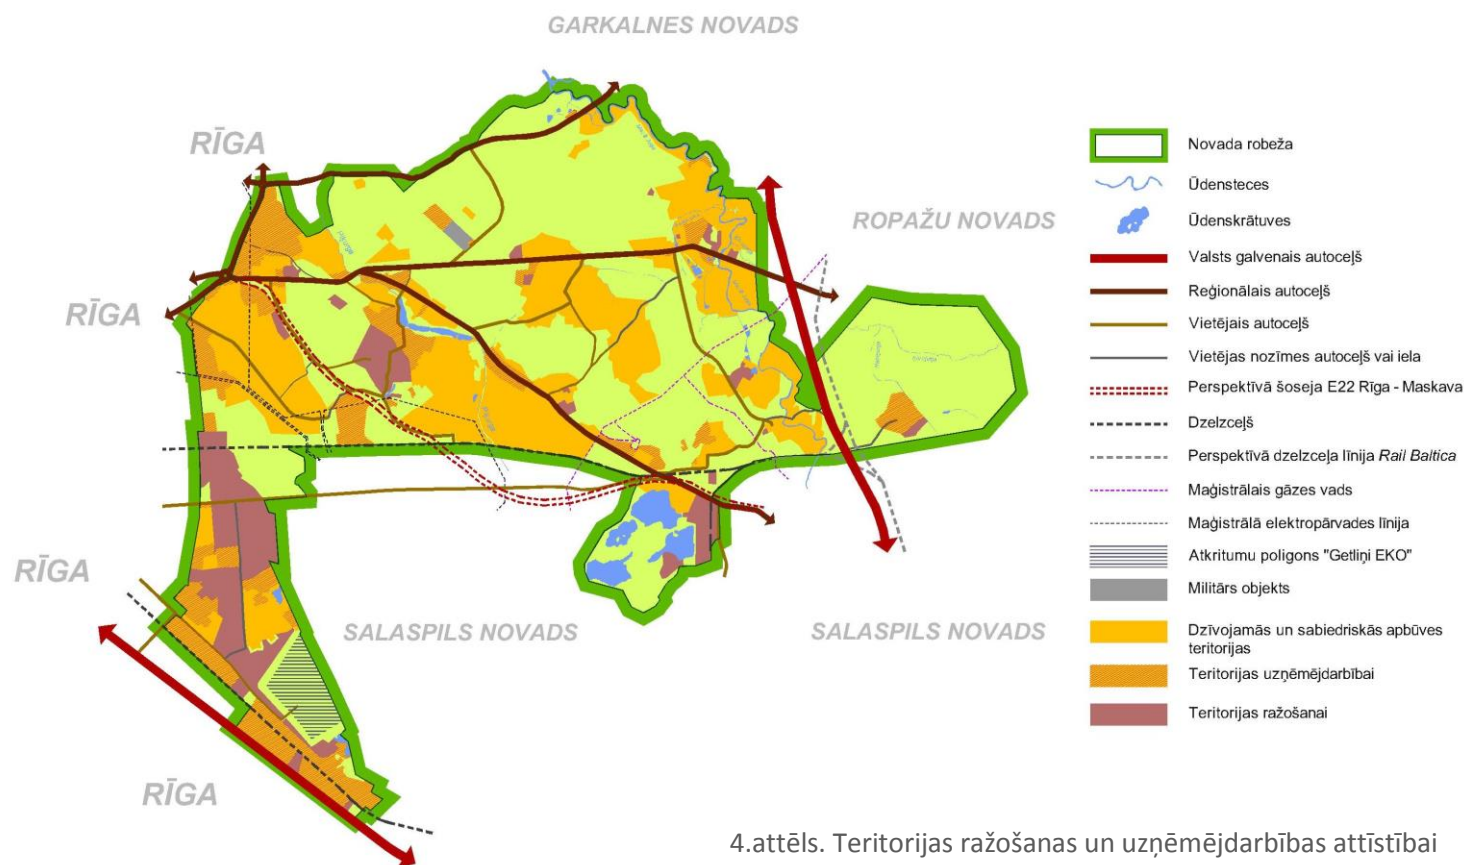 GARKALNES NOVADS
RĪGA
ROPAŽU NOVADS
RĪGA
RĪGA
SALASPILS NOVADS
SALASPILS NOVADS
RĪGA
Novada robeža
Ūdensteces
Ūdenskrātuves
Valsts galvenais autoceļš
Reģionālais autoceļš
Vietējais autoceļš
Vietējas nozīmes autoceļš vai iela
Perspektīvā šoseja E22 Rīga - Maskava
Dzelzceļš
Perspektīvā dzelzceļa līnija Rail Baltica
Maģistrālais gāzes vads
Maģistrālā elektropārvades līnija
Atkritumu poligons "Getliņi EKO"
Militārs objekts
Dzīvojamās un sabiedriskās apbūves
teritorijas
Teritorijas uzņēmējdarbībai
Teritorijas ražošanai
4.attēls. Teritorijas ražošanas un uzņēmējdarbības attīstībai